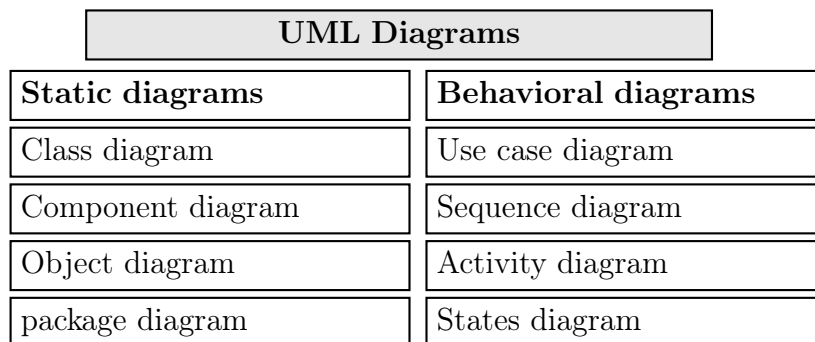 UML Diagrams
Static diagrams
Behavioral diagrams
Class diagram
Use case diagram
Component diagram
Sequence diagram
Object diagram
Activity diagram
package diagram
States diagram